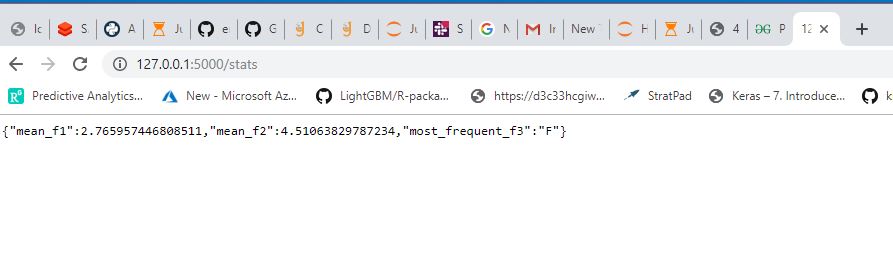 Ic S. A Ju e G C D Ju S N In New T H Ju 4 P 12
127.0.0.1:5000/stats
Predictive Analytics... New - Microsoft Az... LightGBM/R-packa... https://d3c33hcgiw... StratPad Keras – 7. Introduce... k
{"mean_f1":2.765957446808511,"mean_f2":4.51063829787234,"most_frequent_f3":"F"}